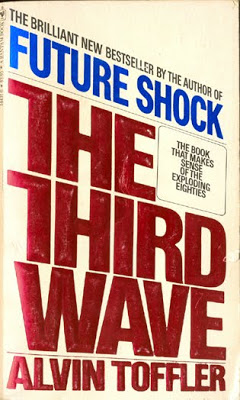 THE BRILLIANT NEW BESTSELLER BY THE AUTHOR OF
FUTURE SHOCK
THE
THIRD
WAVE
THE BOOK
THAT MAKES
SENSE
OF THE
EXPLODING
EIGHTIES
ALVIN TOFFLER